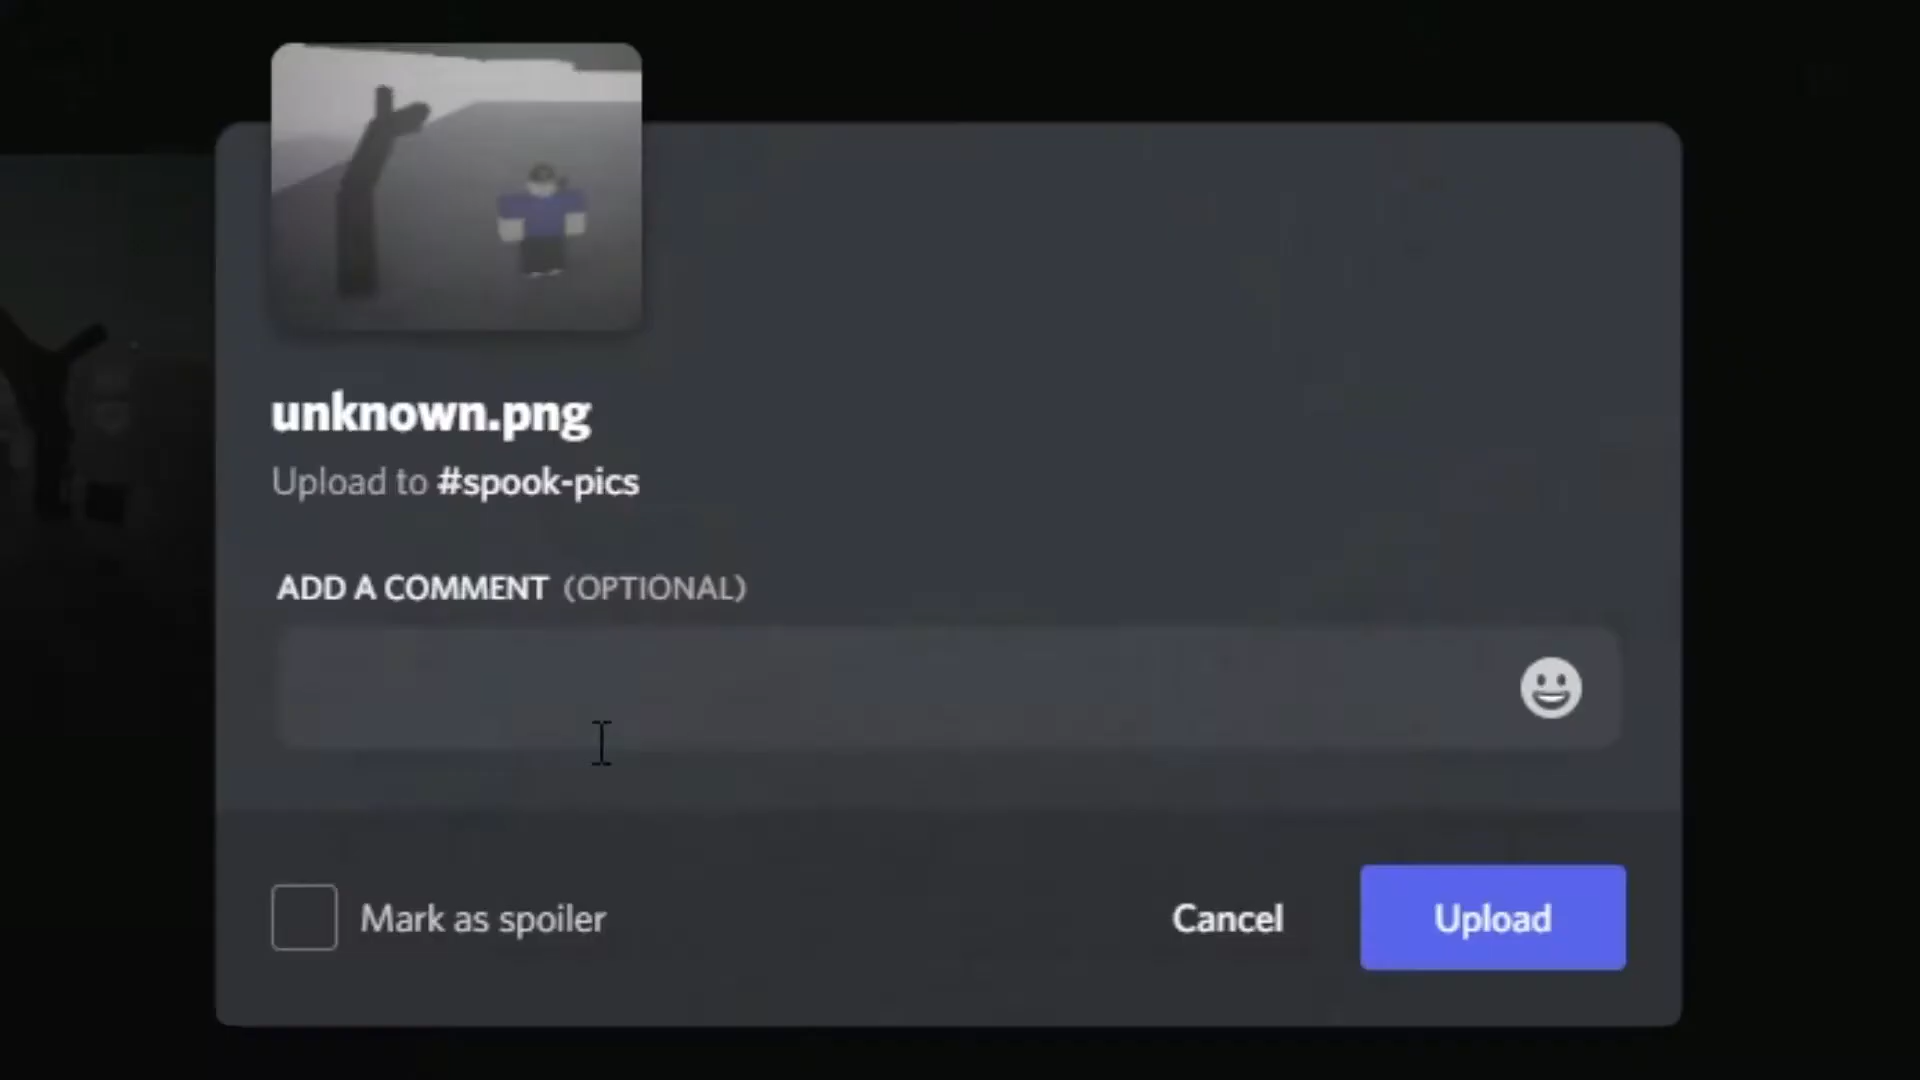 unknown.png
Upload to #spook-pics
ADD A COMMENT (OPTIONAL)
Mark as spoiler
Cancel
Upload